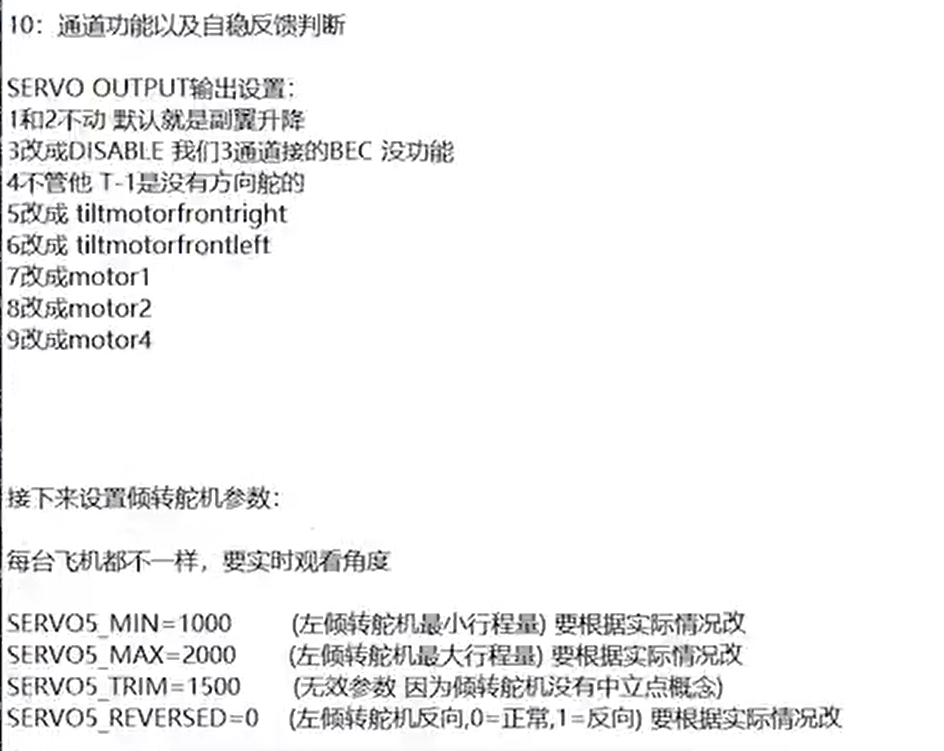 10：通道功能以及自稳反馈判断
SERVO OUTPUT输出设置：
1和2不动 默认就是副翼升降
3改成DISABLE 我们3通道接的BEC 没功能
4不管他 T-1是没有方向舵的
5改成 tiltmotorfrontright
6改成 tiltmotorfrontleft
7改成motor1
8改成motor2
9改成motor4
接下来设置倾转舵机参数：
每台飞机都不一样，要实时观看角度
SERVO5_MIN=1000 (左倾转舵机最小行程量) 要根据实际情况改
SERVO5_MAX=2000 (左倾转舵机最大行程量) 要根据实际情况改
SERVO5_TRIM=1500 (无效参数 因为倾转舵机没有中立点概念)
SERVO5_REVERSED=0 (左倾转舵机反向,0=正常,1=反向) 要根据实际情况改